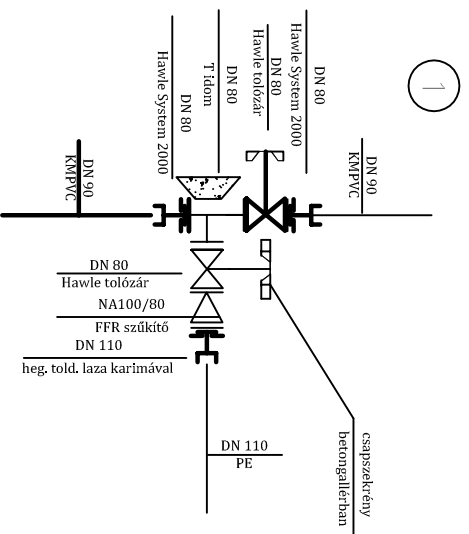 DN 80
Hawle System 2000
DN 80
T idom
DN 80
Hawle tolózár
DN 80
Hawle System 2000
1
DN 90
KMPVC
DN 90
KMPVC
DN 80
Hawle tolózár
NA100/80
FFR szűkítő
DN 110
heg. told. laza karimával
DN 110
PE
csapszekrény
betongallérban